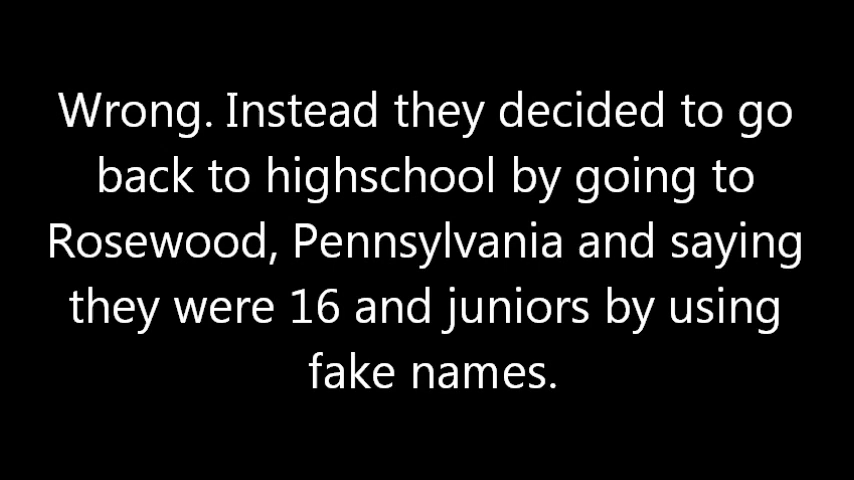 Wrong. Instead they decided to go
back to highschool by going to
Rosewood, Pennsylvania and saying
they were 16 and juniors by using
fake names.